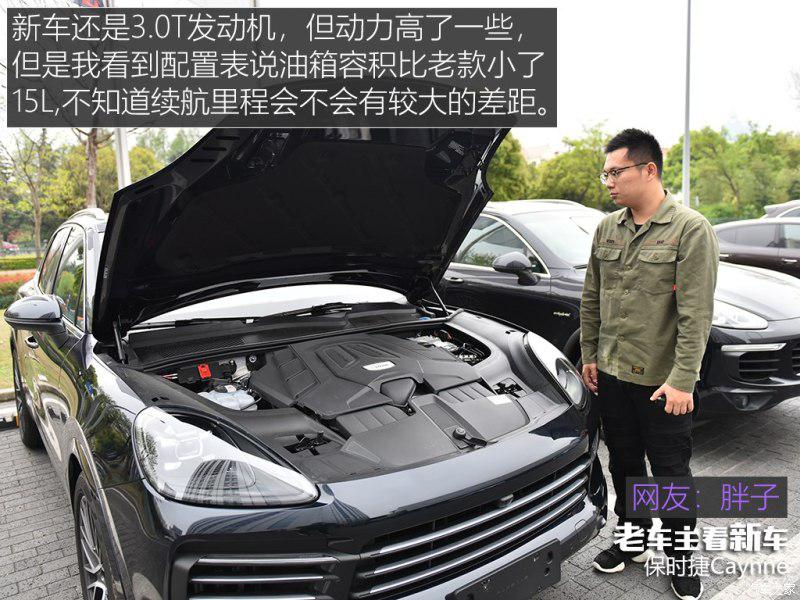 新车还是3.0T发动机，但动力高了一些，
但是我看到配置表说油箱容积比老款小了
15L,不知道续航里程会不会有较大的差距。
网友：胖子
老车主看新车
保时捷Caynne